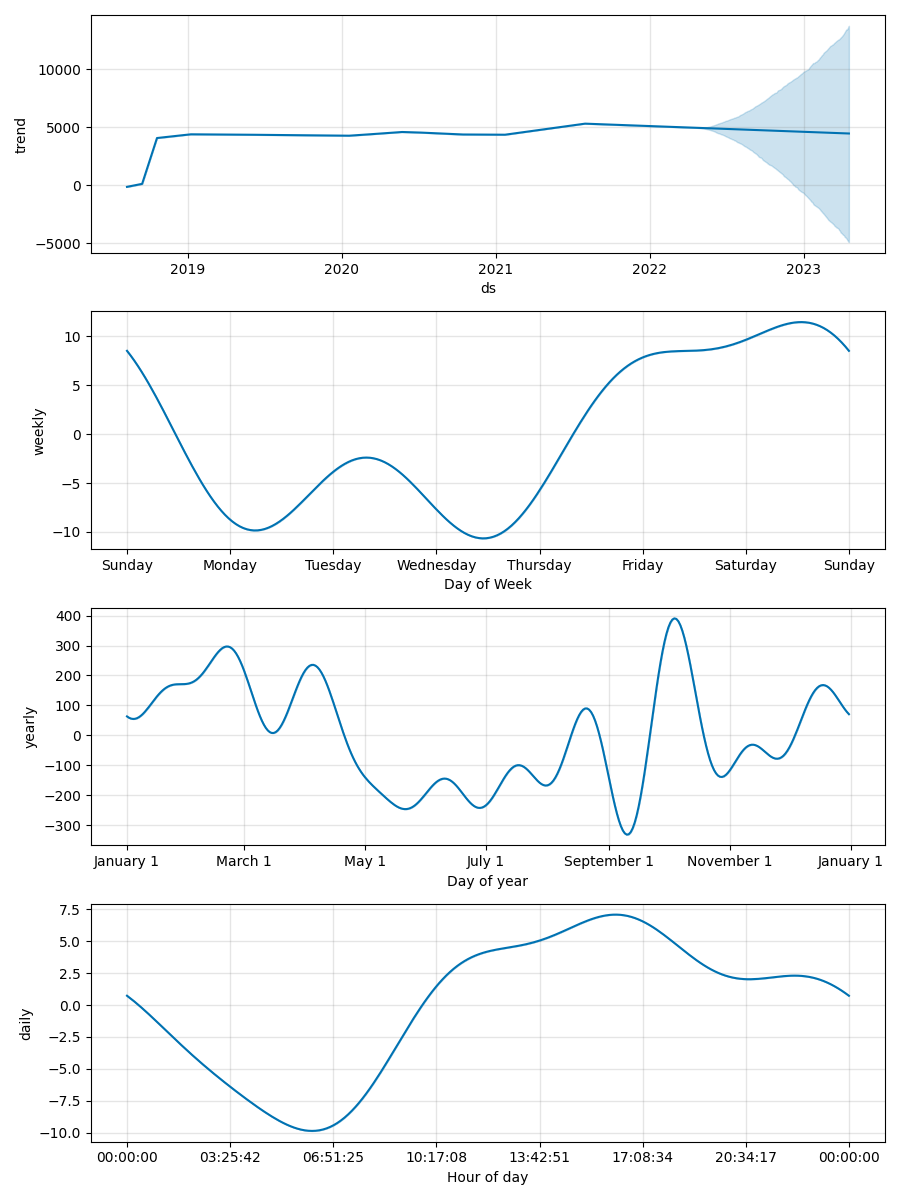 trend
10000
5000
0
−5000
2019 2020 2021 2022 2023
ds
weekly
10
5
0
−5
−10
Sunday Monday Tuesday Wednesday Thursday Friday Saturday Sunday
Day of Week
yearly
400
300
200
100
0
−100
−200
−300
January 1 March 1 May 1 July 1 September 1 November 1 January 1
Day of year
daily
7.5
5.0
2.5
0.0
−2.5
−5.0
−7.5
−10.0
00:00:00 03:25:42 06:51:25 10:17:08 13:42:51 17:08:34 20:34:17 00:00:00
Hour of day